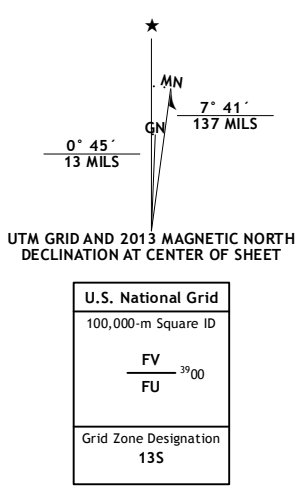 ★
MN
7° 41´
137 MILS
GN
0° 45´
13 MILS
UTM GRID AND 2013 MAGNETIC NORTH
DECLINATION AT CENTER OF SHEET
U.S. National Grid
100,000-m Square ID
FV
3900
FU
Grid Zone Designation
13S